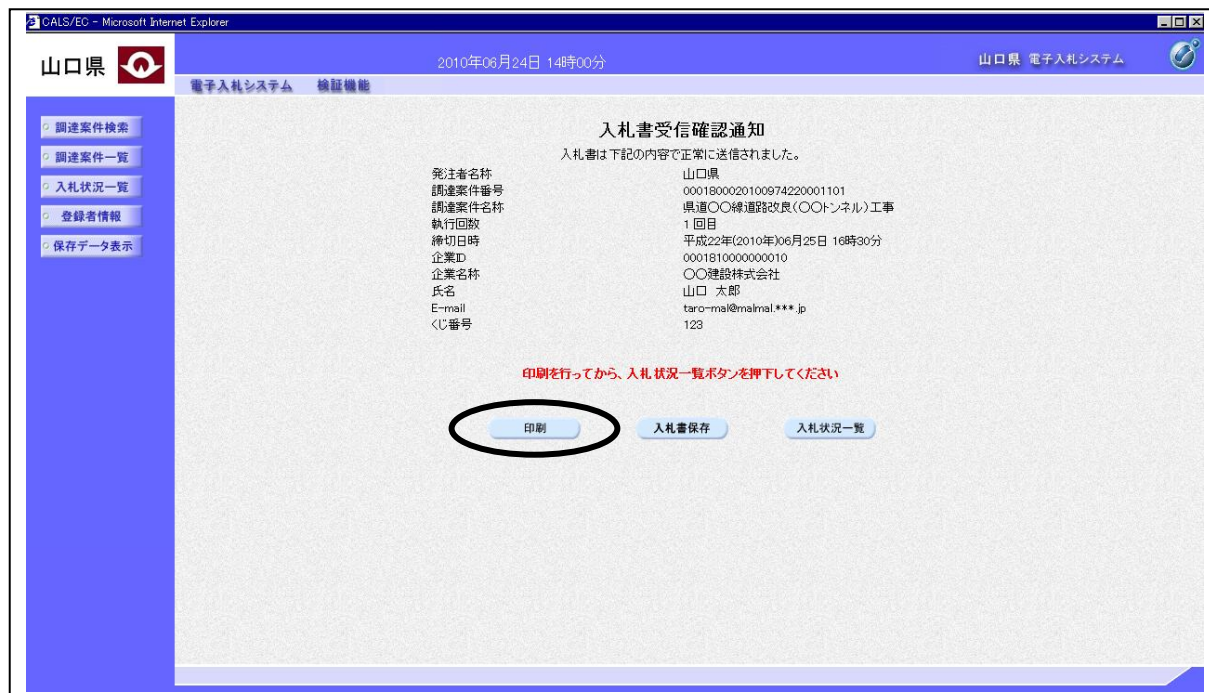 CALS/EC - Microsoft Internet Explorer
山口県
2010年06月24日 14時00分
山口県 電子入札システム
電子入札システム 検証機能
調達案件検索
調達案件一覧
入札状況一覧
登録者情報
保存データ表示
入札書受信確認通知
入札書は下記の内容で正常に送信されました。
発注者名称 山口県
調達案件番号 0001800020100974220001101
調達案件名称 県道〇〇線道路改良(〇〇トンネル)工事
執行回数 1回目
締切日時 平成22年(2010年)06月25日 16時30分
企業ID 0001810000000010
企業名称 〇〇建設株式会社
氏名 山口 太郎
E-mail taro-mal@malmal.***.jp
くじ番号 123
印刷を行ってから、入札状況一覧ボタンを押下してください
印刷 入札書保存 入札状況一覧